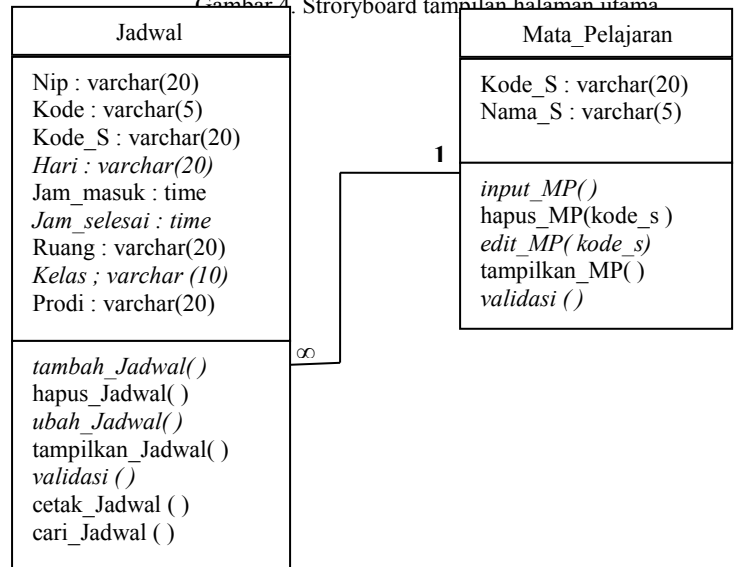 Gambar 4. Stroryboard tampilan halaman utama
Jadwal
Nip : varchar(20)
Kode : varchar(5)
Kode_S : varchar(20)
Hari : varchar(20)
Jam_masuk : time
Jam_selesai : time
Ruang : varchar(20)
Kelas ; varchar (10)
Prodi : varchar(20)
tambah_Jadwal( )
hapus_Jadwal( )
ubah_Jadwal( )
tampilkan_Jadwal( )
validasi ( )
cetak_Jadwal ( )
cari_Jadwal ( )
∞
1
Mata_Pelajaran
Kode_S : varchar(20)
Nama_S : varchar(5)
input_MP( )
hapus_MP(kode_s )
edit_MP( kode_s)
tampilkan_MP( )
validasi ( )